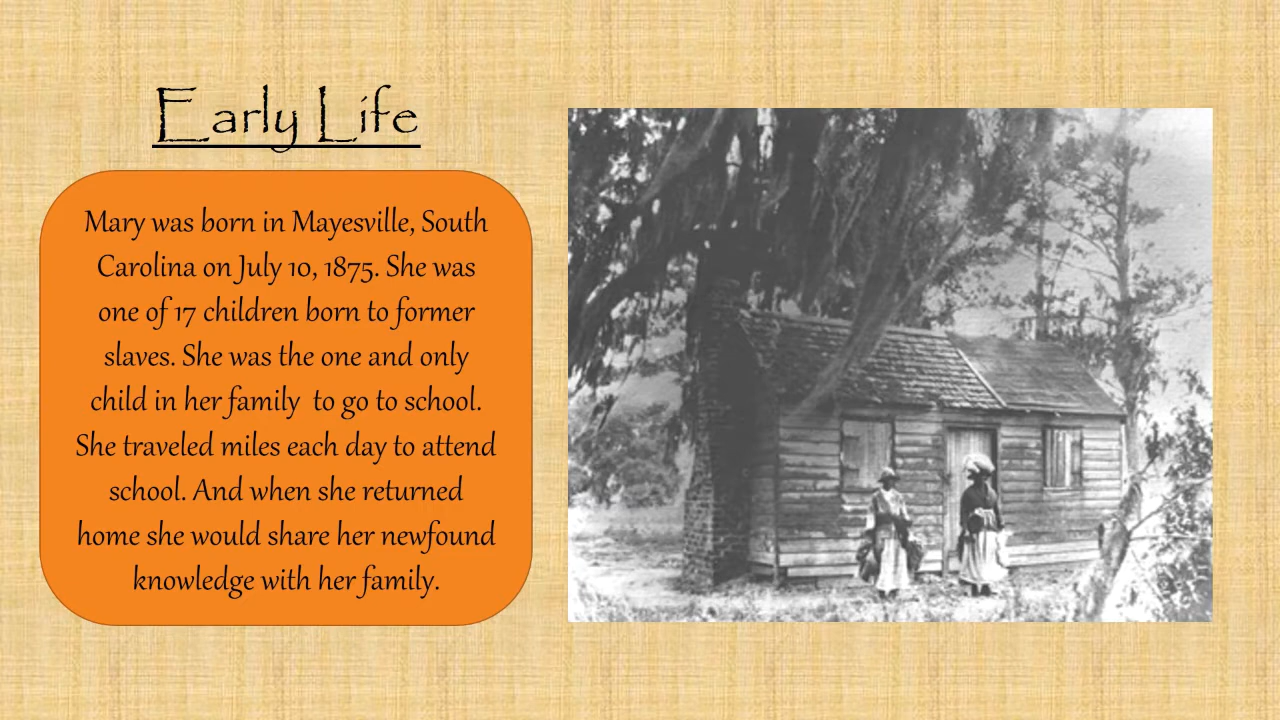 Early Life
Mary was born in Mayesville, South
Carolina on July 10, 1875. She was
one of 17 children born to former
slaves. She was the one and only
child in her family  to go to school.
She traveled miles each day to attend
school. And when she returned
home she would share her newfound
knowledge with her family.